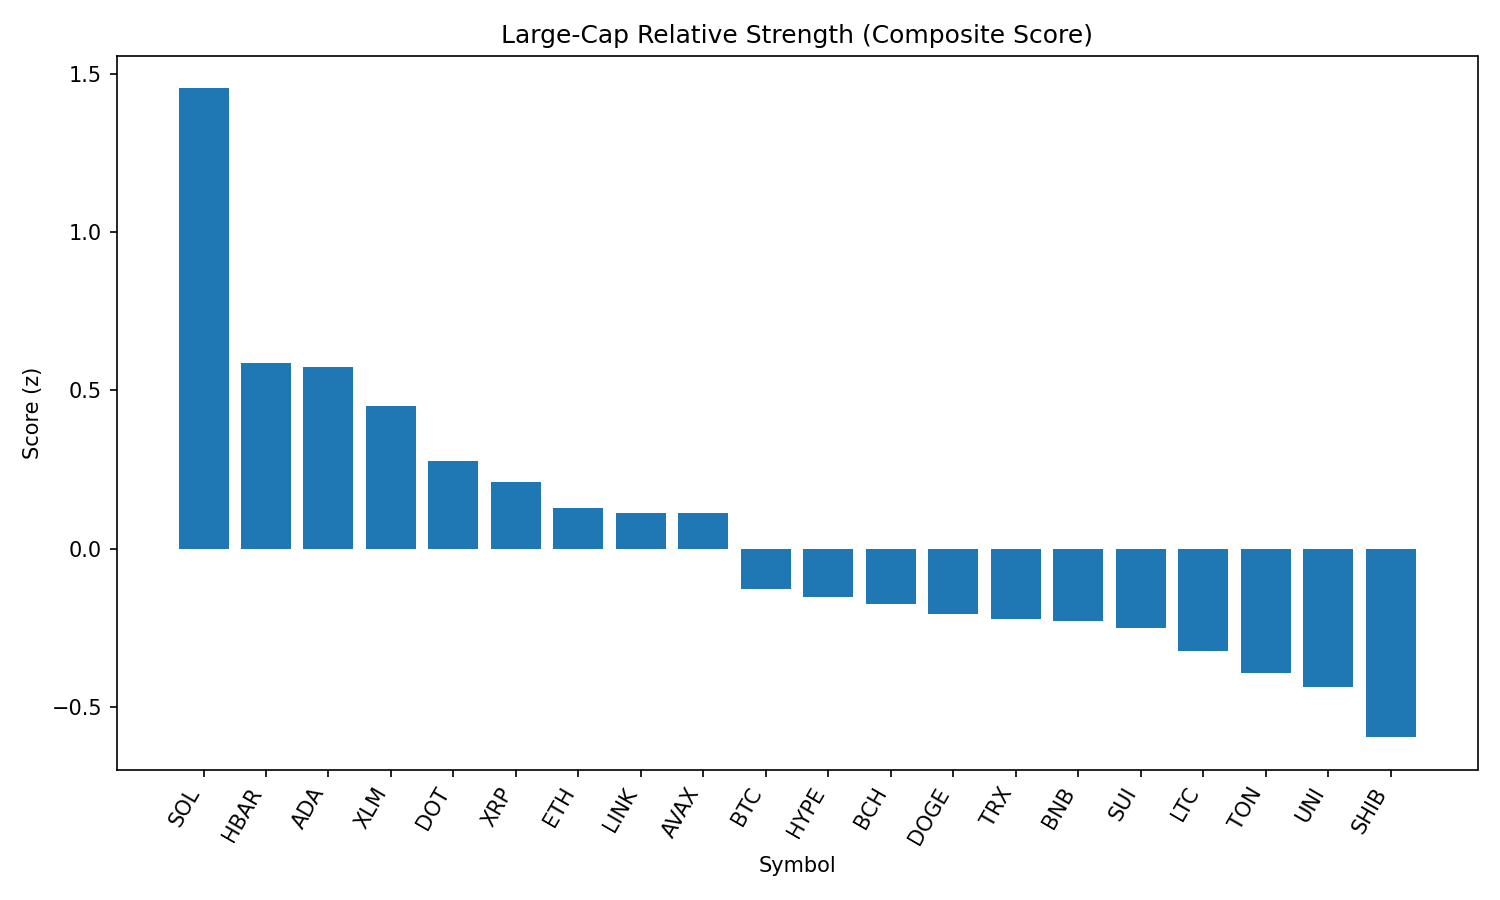 Large-Cap Relative Strength (Composite Score)
Score (z)
1.5
1.0
0.5
0.0
−0.5
SOL
HBAR
ADA
XLM
DOT
XRP
ETH
LINK
AVAX
BTC
HYPE
BCH
DOGE
TRX
BNB
SUI
LTC
TON
UNI
SHIB
Symbol